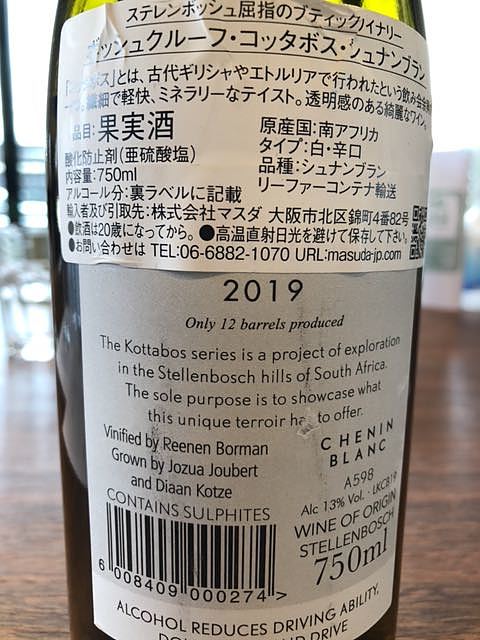 ステレンボッシュ屈指のブティックワイナリー
ボッシュクルーフ・コッタボス・シュナンブラン
「コッタボス」とは、古代ギリシャやエトルリアで行われたという飲み会
繊細で軽快、ミネラリーなテイスト。透明感のある綺麗なワイン。
品目:果実酒
酸化防止剤(亜硫酸塩)
内容量:750ml
アルコール分:裏ラベルに記載
原産国:南アフリカ
タイプ:白・辛口
品種:シュナンブラン
リーファーコンテナ輸送
輸入者及び引取先:株式会社マスダ 大阪市北区錦町4番82号
●飲酒は20歳になってから。●高温直射日光を避けて保存して下さい。
●お問い合わせは TEL:06-6882-1070 URL:masuda-jp.com
2019
Only 12 barrels produced
The Kottabos series is a project of exploration
in the Stellenbosch hills of South Africa.
The sole purpose is to showcase what
this unique terroir has to offer.
Vinified by Reenen Borman
Grown by Jozua Joubert
and Diaan Kotze
CONTAINS SULPHITES
6 008409 000274 >
CHENIN
BLANC
A598
Alc 13% Vol. · LKCB19
WINE OF ORIGIN
STELLENBOSCH
750ml
ALCOHOL REDUCES DRIVING ABILITY,
DRIVE